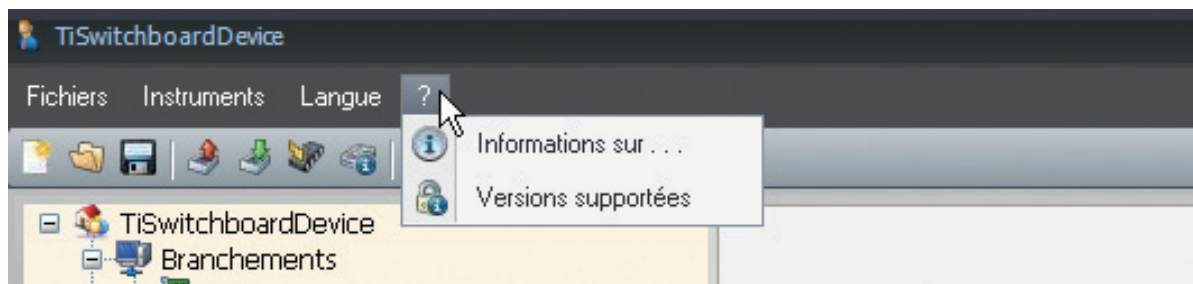 TiSwitchboardDevice
Fichiers Instruments Langue ?
Informations sur . . .
Versions supportées
TiSwitchboardDevice
Branchements